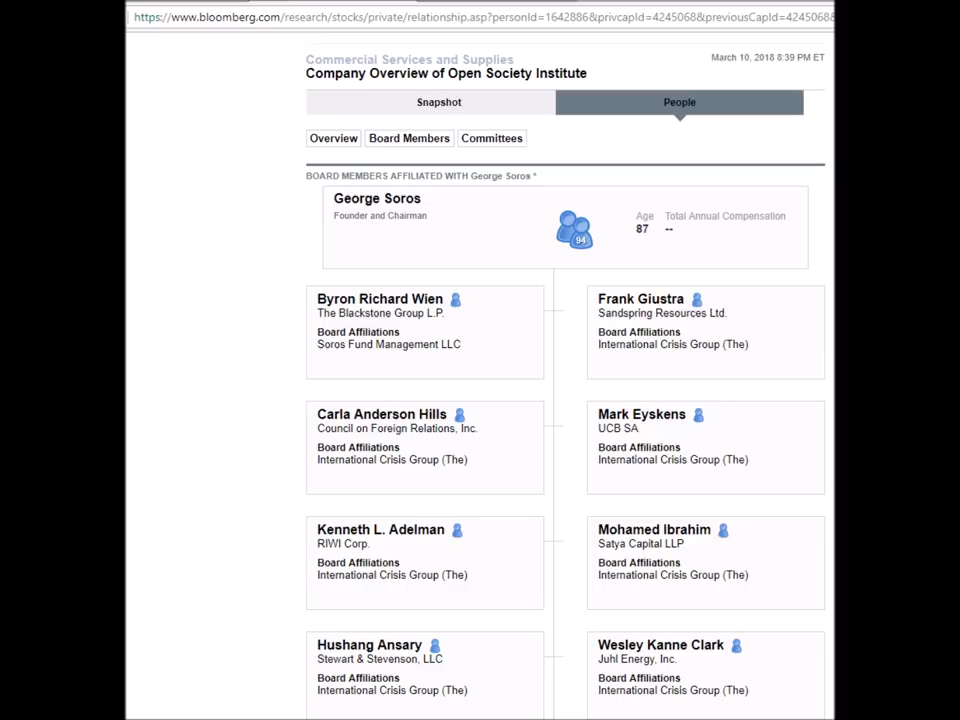 https://www.bloomberg.com/research/stocks/private/relationship.asp?personId=1642886&privcapId=4245068&previousCapId=4245068&
Commercial Services and Supplies
March 10, 2018 8:39 PM ET
Company Overview of Open Society Institute
Snapshot
People
Overview
Board Members
Committees
BOARD MEMBERS AFFILIATED WITH George Soros *
George Soros
Founder and Chairman
94
Age
Total Annual Compensation
87
--
Byron Richard Wien
The Blackstone Group L.P.
Board Affiliations
Soros Fund Management LLC
Frank Giustra
Sandspring Resources Ltd.
Board Affiliations
International Crisis Group (The)
Carla Anderson Hills
Council on Foreign Relations, Inc.
Board Affiliations
International Crisis Group (The)
Mark Eyskens
UCB SA
Board Affiliations
International Crisis Group (The)
Kenneth L. Adelman
RIWI Corp.
Board Affiliations
International Crisis Group (The)
Mohamed Ibrahim
Satya Capital LLP
Board Affiliations
International Crisis Group (The)
Hushang Ansary
Stewart & Stevenson, LLC
Board Affiliations
International Crisis Group (The)
Wesley Kanne Clark
Juhl Energy, Inc.
Board Affiliations
International Crisis Group (The)